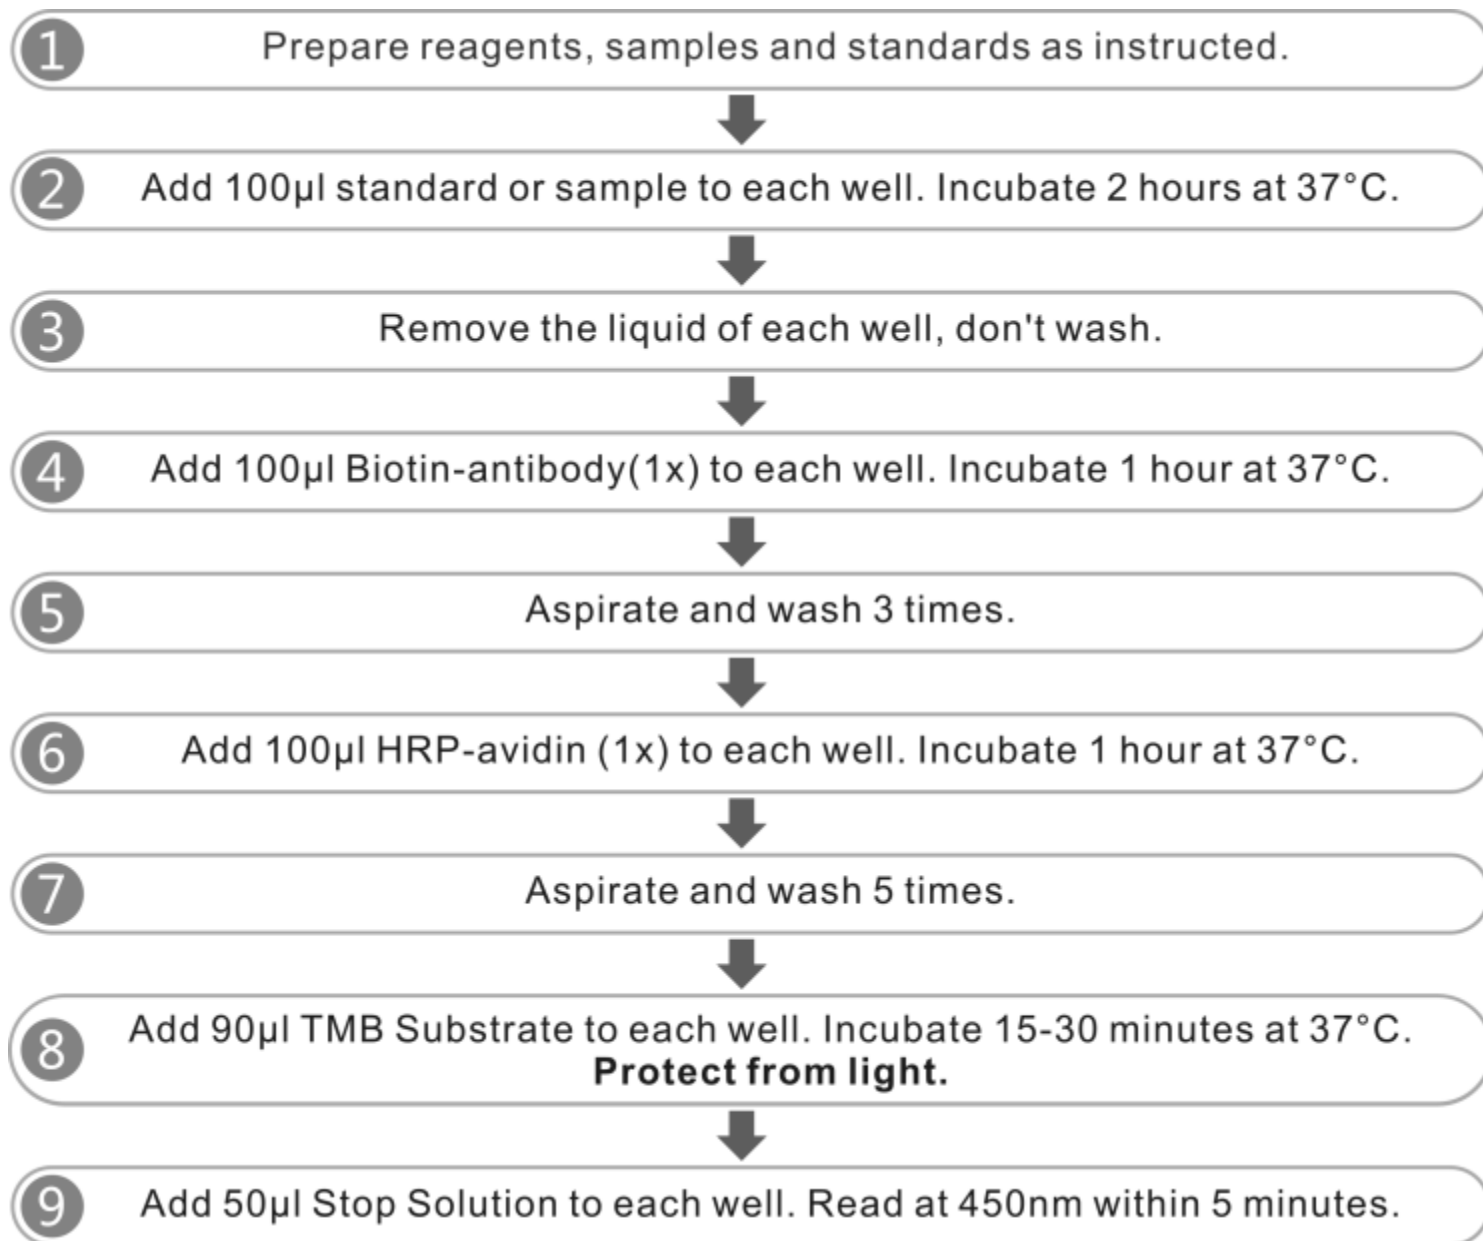 1 Prepare reagents, samples and standards as instructed.
2 Add 100µl standard or sample to each well. Incubate 2 hours at 37°C.
3 Remove the liquid of each well, don't wash.
4 Add 100µl Biotin-antibody(1x) to each well. Incubate 1 hour at 37°C.
5 Aspirate and wash 3 times.
6 Add 100µl HRP-avidin (1x) to each well. Incubate 1 hour at 37°C.
7 Aspirate and wash 5 times.
8 Add 90µl TMB Substrate to each well. Incubate 15-30 minutes at 37°C.
Protect from light.
9 Add 50µl Stop Solution to each well. Read at 450nm within 5 minutes.